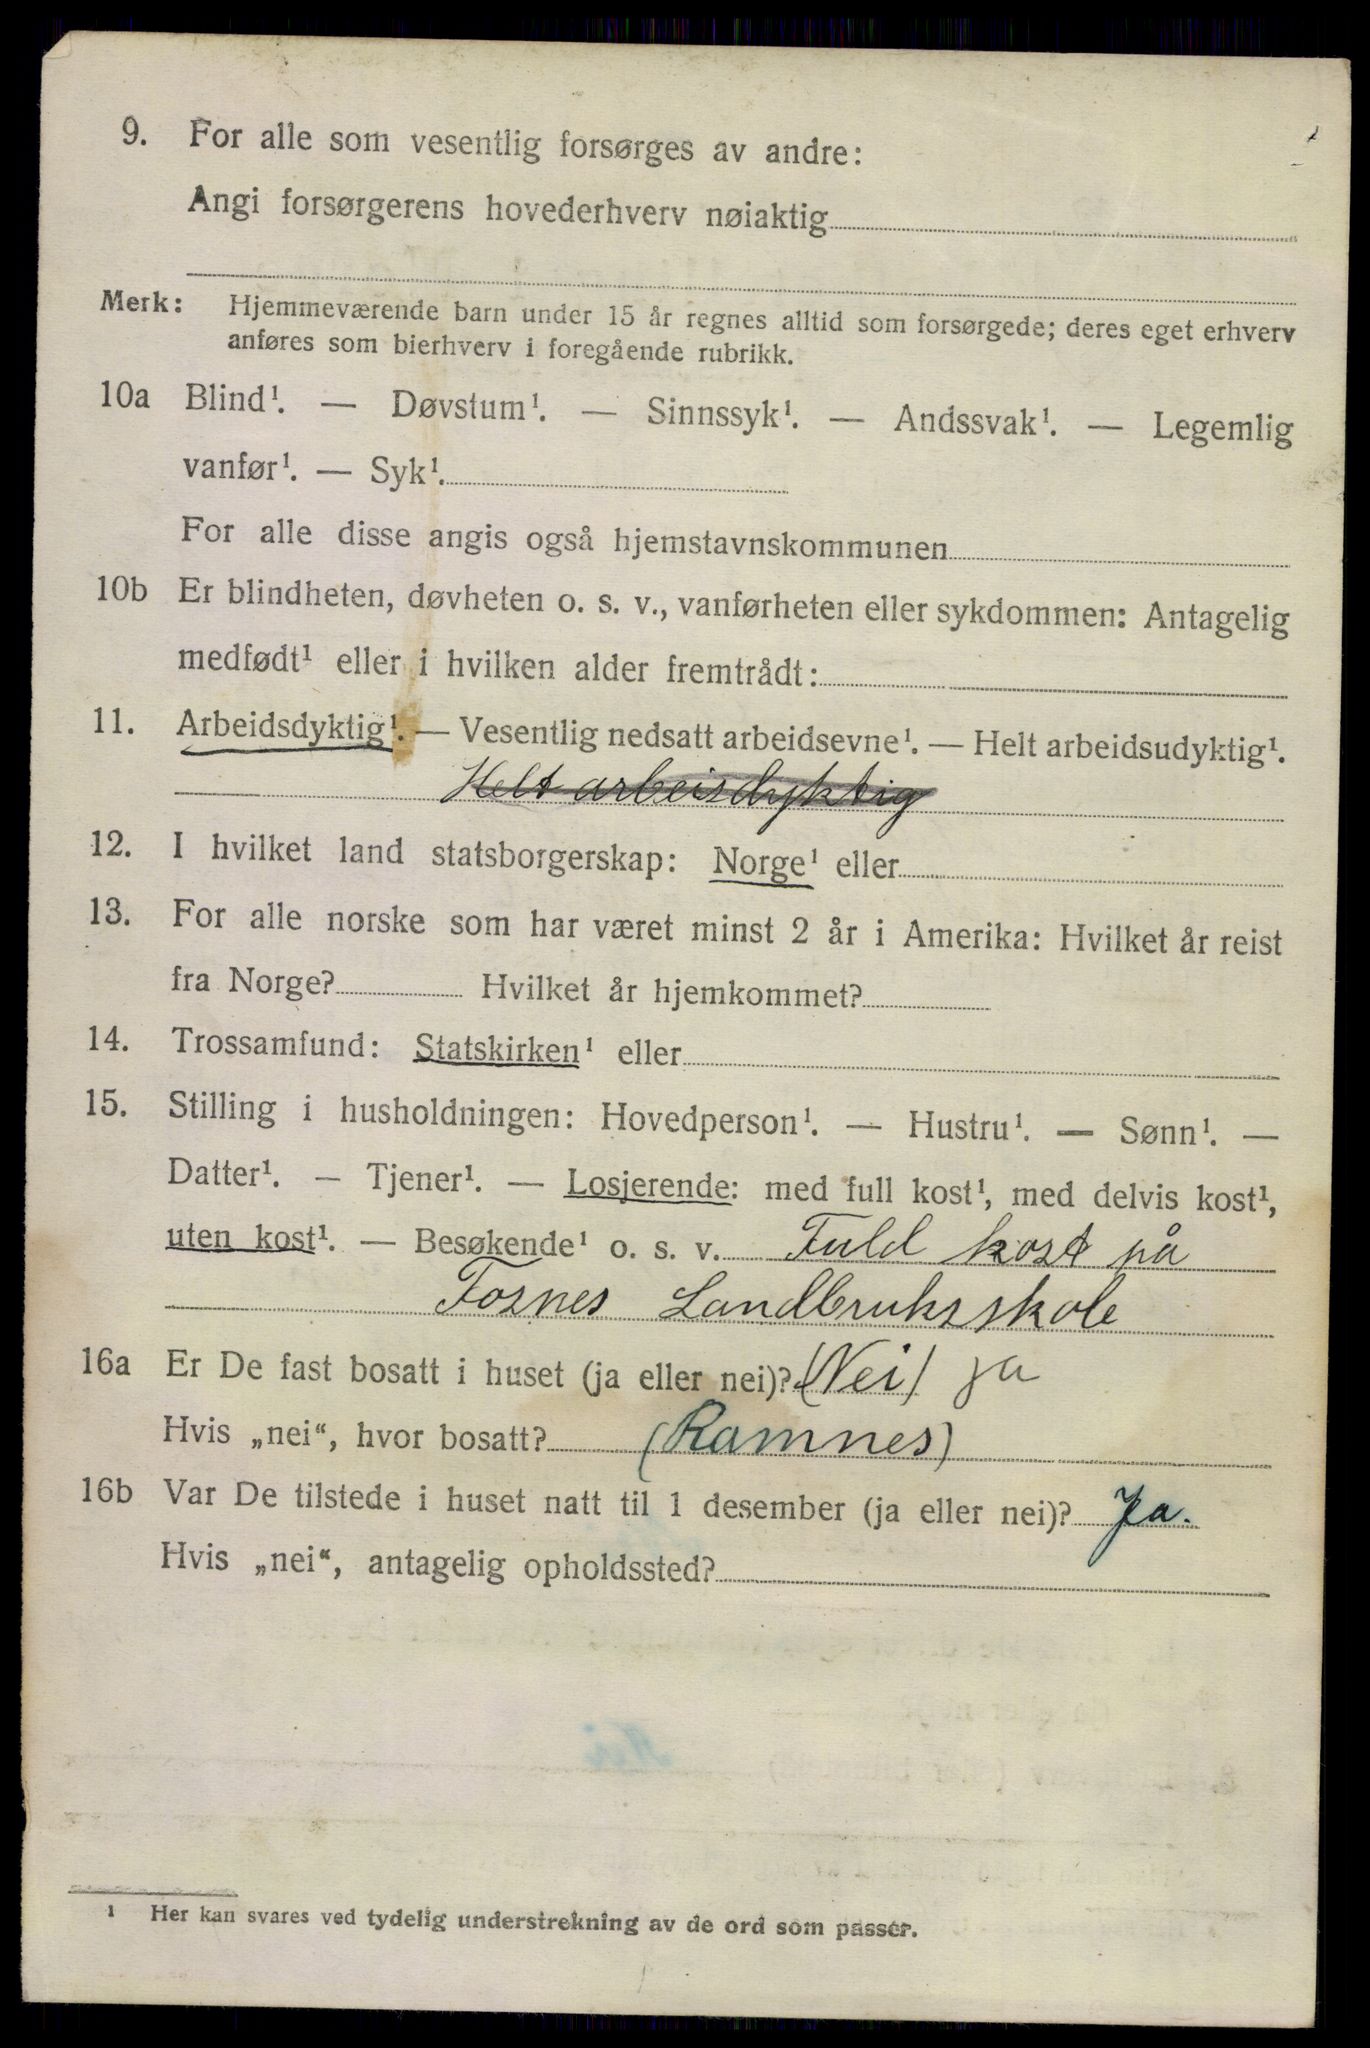 9. For alle som vesentlig forsørges av andre:
Angi forsørgerens hovederhverv nøiaktig
Merk: Hjemmeværende barn under 15 år regnes alltid som forsørgede; deres eget erhverv
anføres som bierhverv i foregående rubrikk.
10a Blind¹. — Døvstum¹. — Sinnssyk¹. — Andssvak¹. — Legemlig
vanfør¹. — Syk¹.
For alle disse angis også hjemstavnskommunen
10b Er blindheten, døvheten o. s. v., vanførheten eller sykdommen: Antagelig
medfødt¹ eller i hvilken alder fremtrådt:
11. Arbeidsdyktig¹. — Vesentlig nedsatt arbeidsevne¹. — Helt arbeidsudyktig¹.
Helt arbeisdyktig
12. I hvilket land statsborgerskap: Norge¹ eller
13. For alle norske som har været minst 2 år i Amerika: Hvilket år reist
fra Norge? Hvilket år hjemkommet?
14. Trossamfund: Statskirken¹ eller
15. Stilling i husholdningen: Hovedperson¹. — Hustru¹. — Sønn¹. —
Datter¹. — Tjener¹. — Losjerende: med full kost¹, med delvis kost¹,
uten kost¹. — Besøkende¹ o. s. v. Fuld kost på
Fosnes Landbruksskole
16a Er De fast bosatt i huset (ja eller nei)? (Nei) ja
Hvis „nei“, hvor bosatt? (Ramnes)
16b Var De tilstede i huset natt til 1 desember (ja eller nei)? Ja.
Hvis „nei“, antagelig opholdssted?
¹ Her kan svares ved tydelig understrekning av de ord som passer.